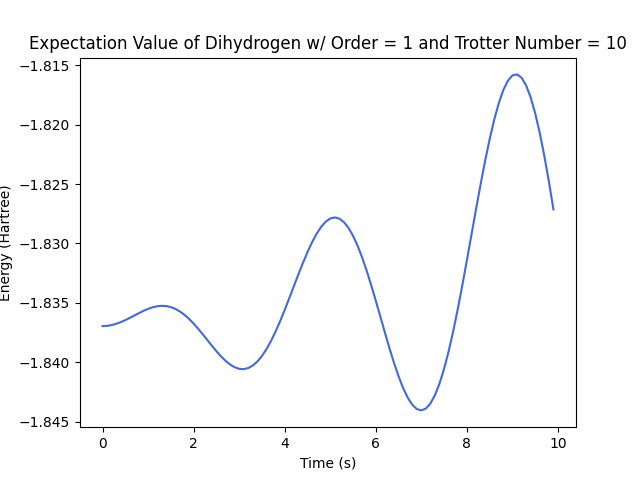 Expectation Value of Dihydrogen w/ Order = 1 and Trotter Number = 10
−1.815
−1.820
−1.825
−1.830
−1.835
−1.840
−1.845
Energy (Hartree)
0 2 4 6 8 10
Time (s)